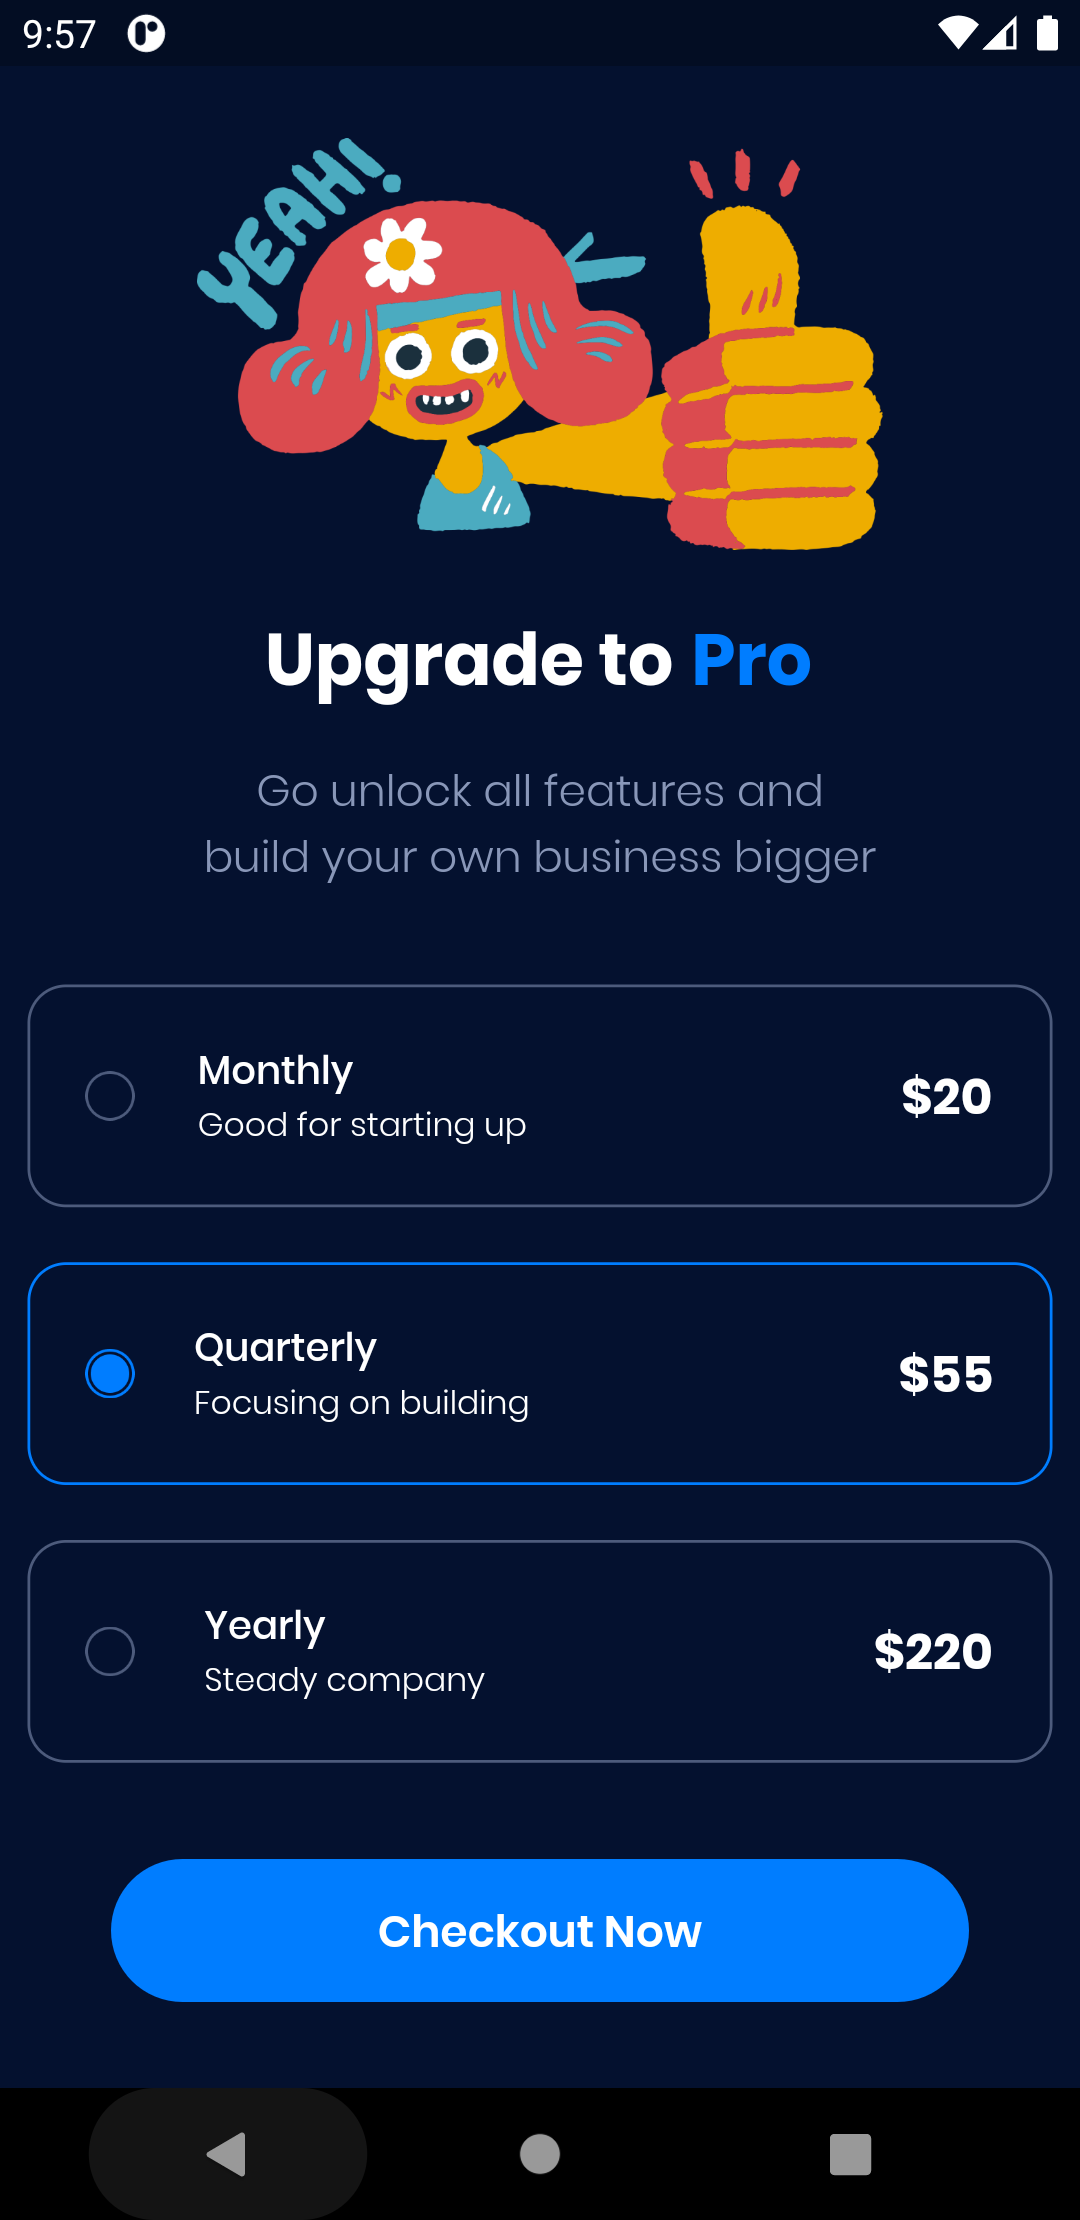 9:57
YEAH!
Upgrade to Pro
Go unlock all features and
build your own business bigger
Monthly
Good for starting up
$20
Quarterly
Focusing on building
$55
Yearly
Steady company
$220
Checkout Now